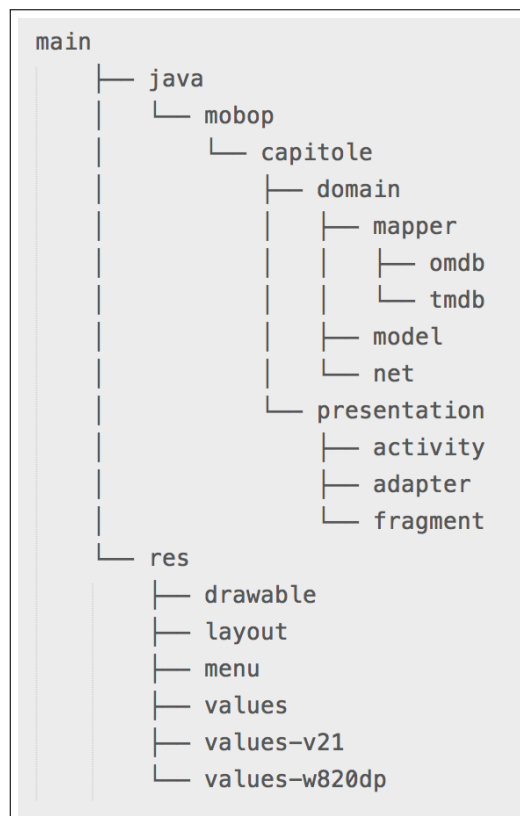 main
├── java
│   └── mobop
│       └── capitole
│           ├── domain
│           │   ├── mapper
│           │   │   ├── omdb
│           │   │   └── tmdb
│           │   ├── model
│           │   └── net
│           └── presentation
│               ├── activity
│               ├── adapter
│               └── fragment
└── res
    ├── drawable
    ├── layout
    ├── menu
    ├── values
    ├── values-v21
    └── values-w820dp